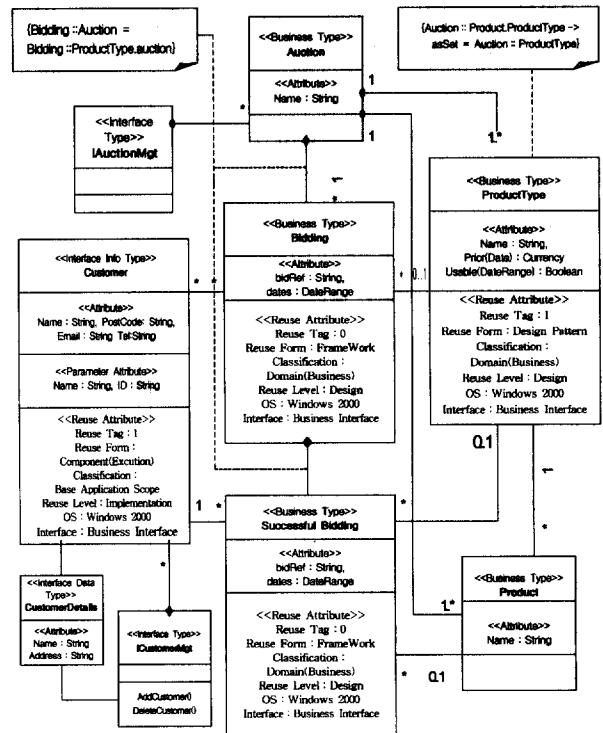 {Bidding ::Auction =
Bidding::ProductType.auction}
<<Business Type>>
Auction
<<Attribute>>
Name : String
{Auction :: Product.ProductType ->
asSet = Auction :: ProductType}
<<Interface
Type>>
IAuctionMgt
*
1
1
1..*
1
*
<<Business Type>>
Bidding
<<Attribute>>
bidRef : String,
dates : DateRange
<<Reuse Attribute>>
Reuse Tag : 0
Reuse Form : FrameWork
Classification :
Domain(Business)
Reuse Level : Design
OS : Windows 2000
Interface : Business Interface
<<Business Type>>
ProductType
<<Attribute>>
Name : String,
Prior(Data) : Currency
Usable(DateRange) : Boolean
<<Reuse Attribute>>
Reuse Tag : 1
Reuse Form : Design Pattern
Classification :
Domain(Business)
Reuse Level : Design
OS : Windows 2000
Interface : Business Interface
<<Interface Info Type>>
Customer
<<Attribute>>
Name : String, PostCode: String,
Email : String Tel:String
<<Parameter Attribute>>
Name : String, ID : String
<<Reuse Attribute>>
Reuse Tag : 1
Reuse Form :
Component(Excution)
Classification :
Base Application Scope
Reuse Level : Implementation
OS : Windows 2000
Interface : Business Interface
*
*
*
0..1
0.1
1
*
*
1
*
<<Business Type>>
Successful Bidding
<<Attribute>>
bidRef : String,
dates : DateRange
<<Reuse Attribute>>
Reuse Tag : 0
Reuse Form : FrameWork
Classification :
Domain(Business)
Reuse Level : Design
OS : Windows 2000
Interface : Business Interface
<<Business Type>>
Product
<<Attribute>>
Name : String
1..*
*
0.1
<<Interface Data
Type>>
CustomerDetails
<<Attribute>>
Name : String
Address : String
*
<<Interface Type>>
ICustomerMgt
AddCustomer()
DeleteCustomer()